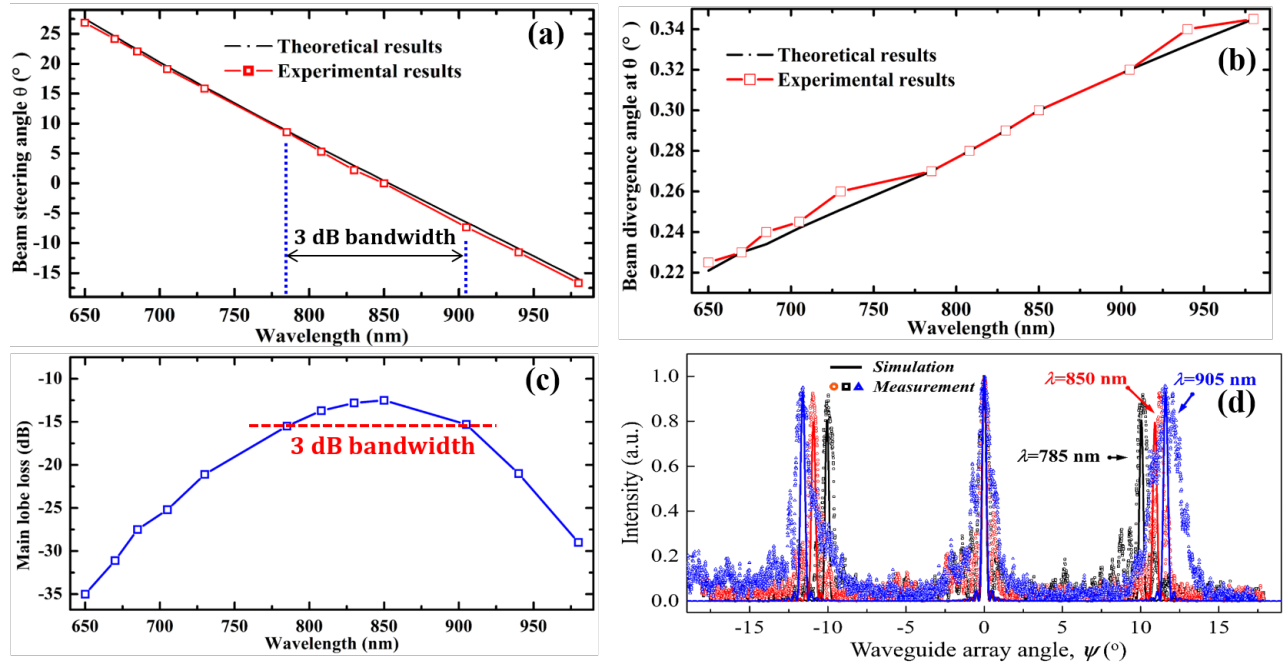 (a)
Theoretical results
Experimental results
3 dB bandwidth
25
20
15
10
5
0
-5
-10
-15
Beam steering angle θ (°)
650 700 750 800 850 900 950
Wavelength (nm)
(b)
Theoretical results
Experimental results
0.34
0.32
0.30
0.28
0.26
0.24
0.22
Beam divergence angle at θ (°)
650 700 750 800 850 900 950
Wavelength (nm)
(c)
3 dB bandwidth
-10
-15
-20
-25
-30
-35
Main lobe loss (dB)
650 700 750 800 850 900 950
Wavelength (nm)
(d)
Simulation
Measurement
λ=850 nm
λ=905 nm
λ=785 nm
1.0
0.8
0.6
0.4
0.2
0.0
Intensity (a.u.)
-15 -10 -5 0 5 10 15
Waveguide array angle, ψ (°)